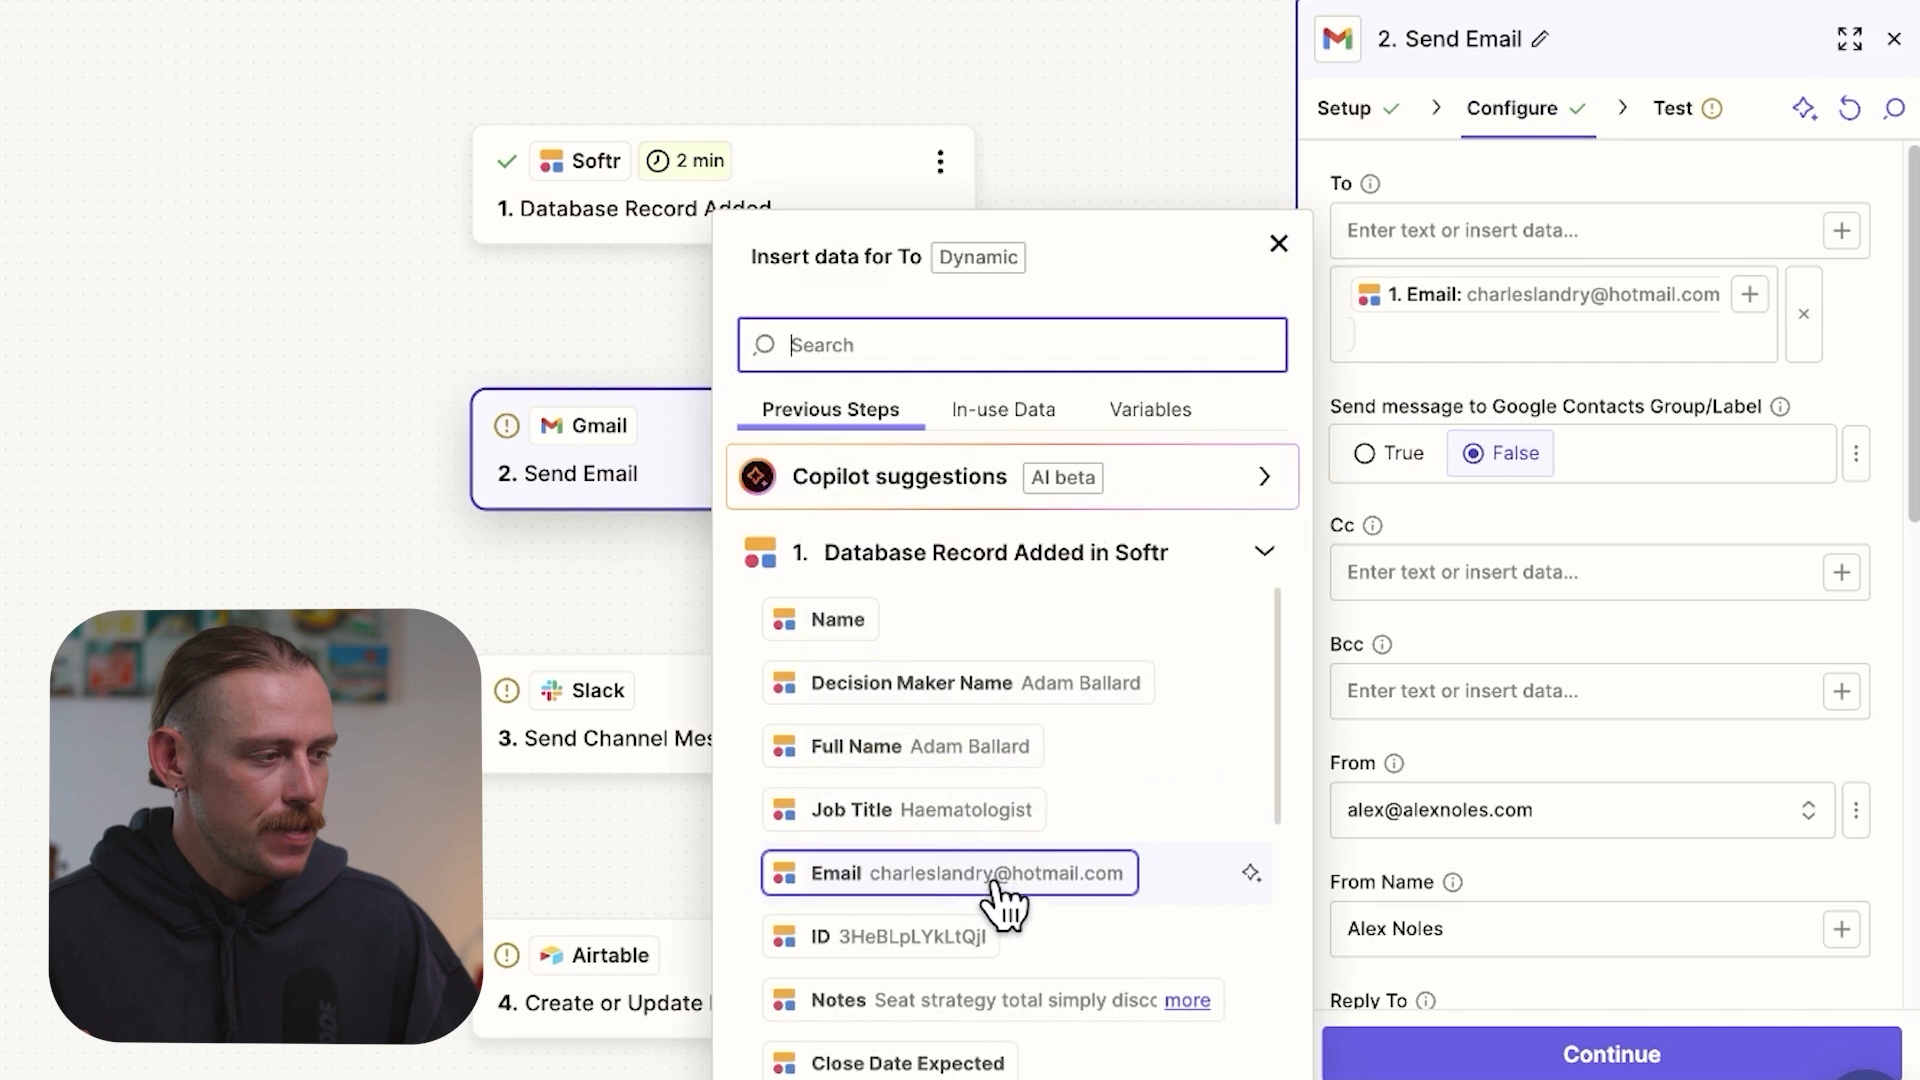 Softr
2 min
1. Database Record Added
Gmail
2. Send Email
Slack
3. Send Channel Mes
Airtable
4. Create or Update
Insert data for To
Dynamic
Search
Previous Steps
In-use Data
Variables
Copilot suggestions
AI beta
1. Database Record Added in Softr
Name
Decision Maker Name Adam Ballard
Full Name Adam Ballard
Job Title Haematologist
Email charleslandry@hotmail.com
ID 3HeBLpLYkLtQjI
Notes Seat strategy total simply disco more
Close Date Expected
2. Send Email
Setup
Configure
Test
To
Enter text or insert data...
1. Email: charleslandry@hotmail.com
Send message to Google Contacts Group/Label
True
False
Cc
Enter text or insert data...
Bcc
Enter text or insert data...
From
alex@alexnoles.com
From Name
Alex Noles
Reply To
Continue